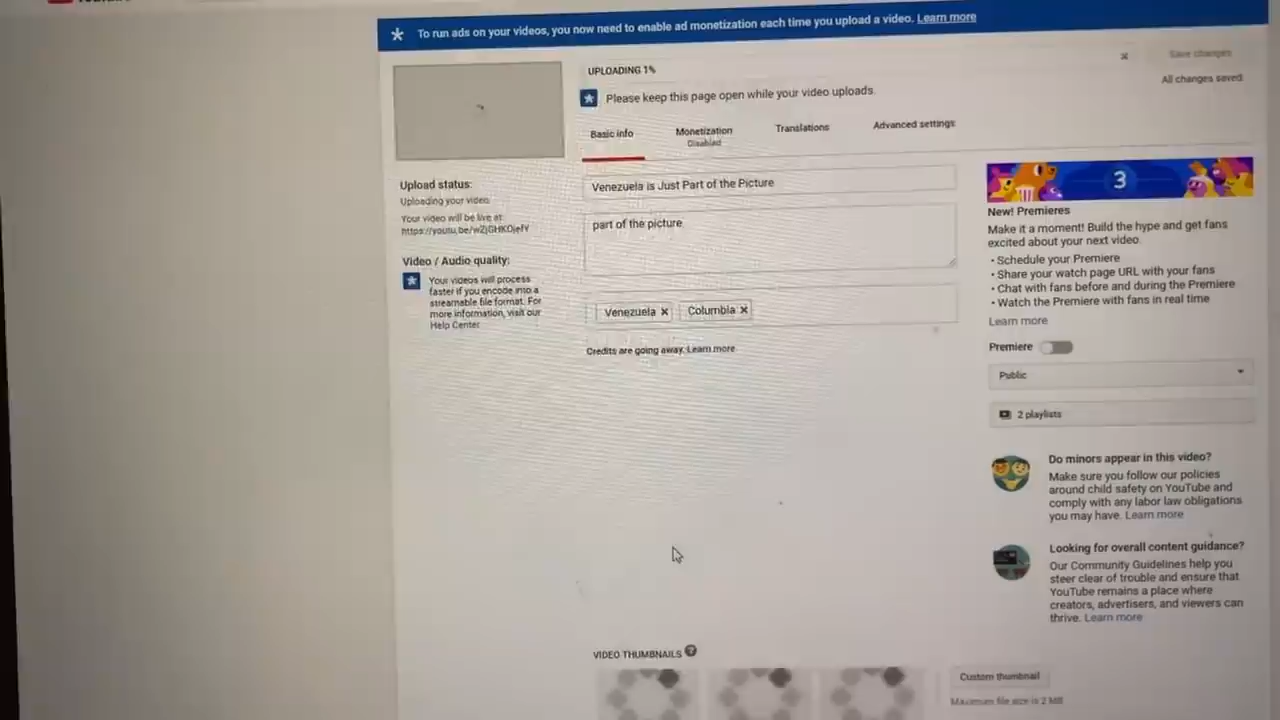 To run ads on your videos, you now need to enable ad monetization each time you upload a video. Learn more
UPLOADING 1%
Save changes
Please keep this page open while your video uploads.
All changes saved.
Basic info
Monetization
Disabled
Translations
Advanced settings
Upload status:
Uploading your video.
Your video will be live at:
Video / Audio quality:
Your videos will process
faster if you encode into a
streamable file format. For
more information, visit our
Help Center
Venezuela is Just Part of the Picture
part of the picture
Venezuela × Columbia ×
Credits are going away. Learn more
3
New! Premieres
Make it a moment! Build the hype and get fans
excited about your next video.
• Schedule your Premiere
• Share your watch page URL with your fans
• Chat with fans before and during the Premiere
• Watch the Premiere with fans in real time
Learn more
Premiere
Public
2 playlists
Do minors appear in this video?
Make sure you follow our policies
around child safety on YouTube and
comply with any labor law obligations
you may have. Learn more
Looking for overall content guidance?
Our Community Guidelines help you
steer clear of trouble and ensure that
YouTube remains a place where
creators, advertisers, and viewers can
thrive. Learn more
VIDEO THUMBNAILS ?
Custom thumbnail
Maximum file size is 2 MB